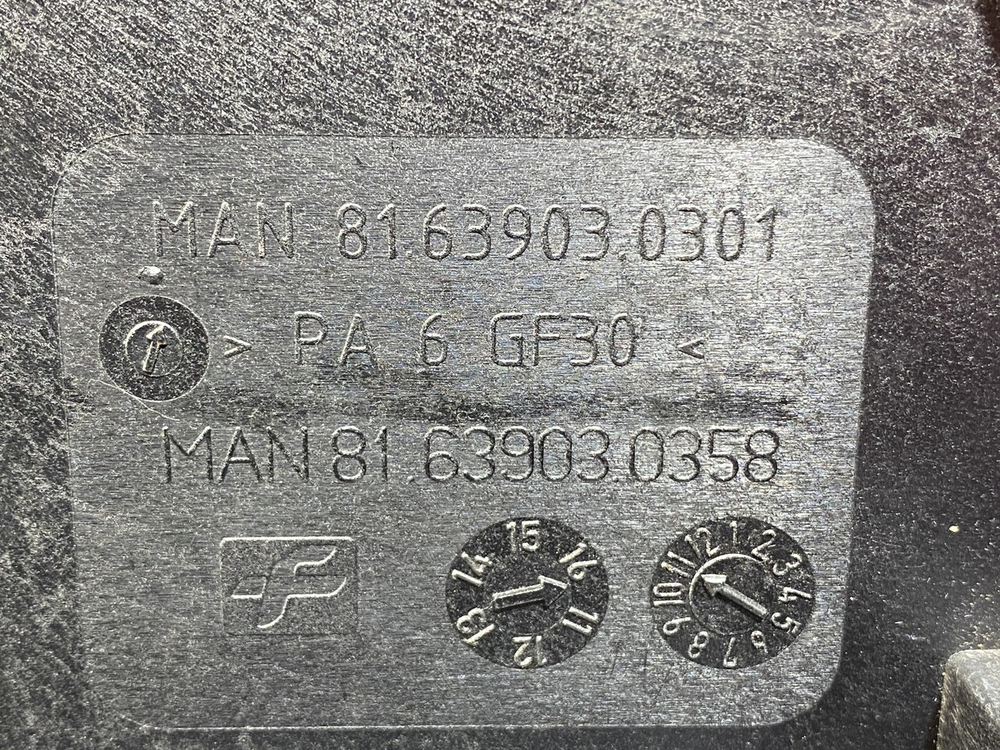 MAN 81.63903.0301
> PA 6 GF30 <
MAN 81.63903.0358
11 12 13 14 15 16
1 2 3 4 5 6 7 8 9 10 11 12